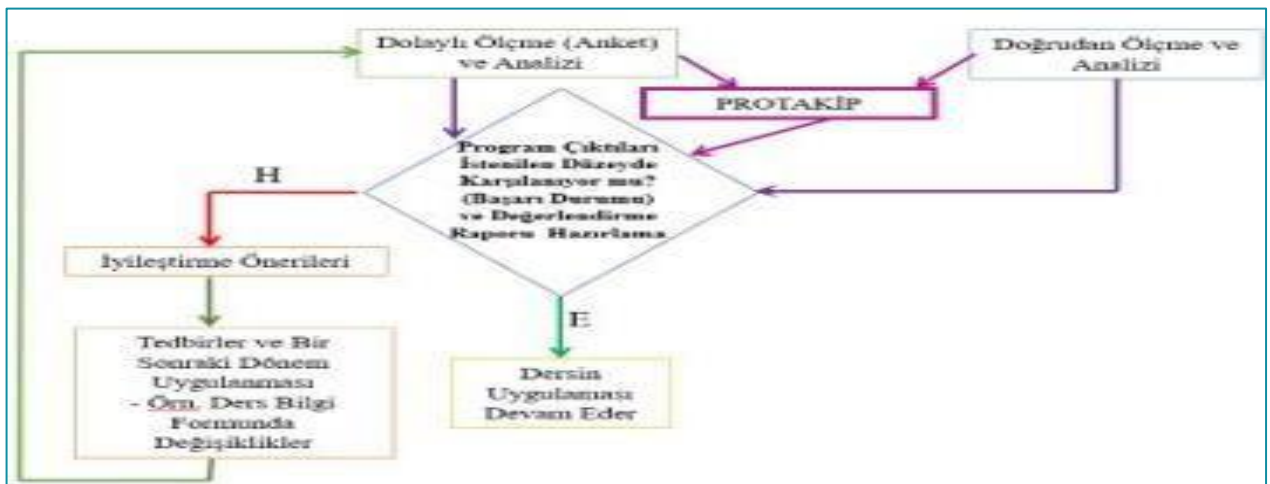 Dolaylı Ölçme (Anket)
ve Analizi
Doğrudan Ölçme ve
Analizi
PROTAKİP
Program Çıktıları
İstenilen Düzeyde
Karşılanıyor mu?
(Başarı Durumu)
ve Değerlendirme
Raporu Hazırlama
H
İyileştirme Önerileri
E
Tedbirler ve Bir
Sonraki Dönem
Uygulanması
- Örn. Ders Bilgi
Formunda
Değişiklikler
Dersin
Uygulaması
Devam Eder